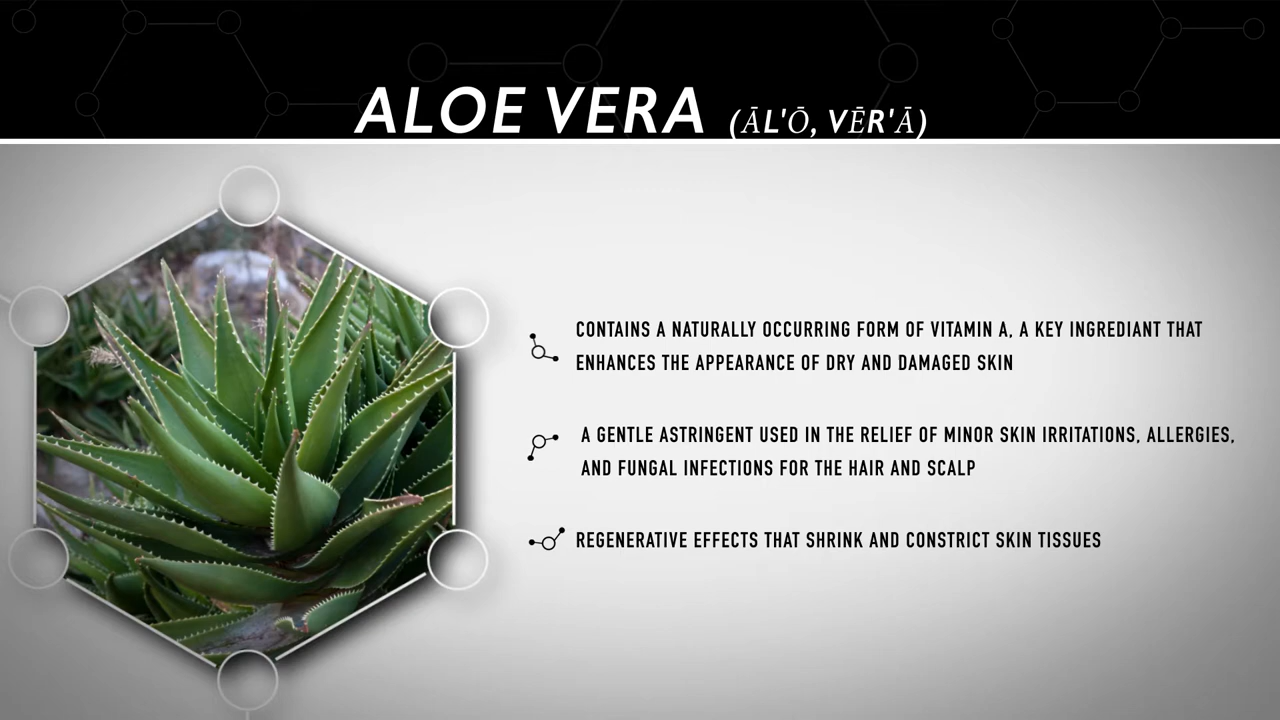 ALOE VERA (ĀL'Ō, VĒR'Ā)
CONTAINS A NATURALLY OCCURRING FORM OF VITAMIN A, A KEY INGREDIANT THAT
ENHANCES THE APPEARANCE OF DRY AND DAMAGED SKIN
A GENTLE ASTRINGENT USED IN THE RELIEF OF MINOR SKIN IRRITATIONS, ALLERGIES,
AND FUNGAL INFECTIONS FOR THE HAIR AND SCALP
REGENERATIVE EFFECTS THAT SHRINK AND CONSTRICT SKIN TISSUES